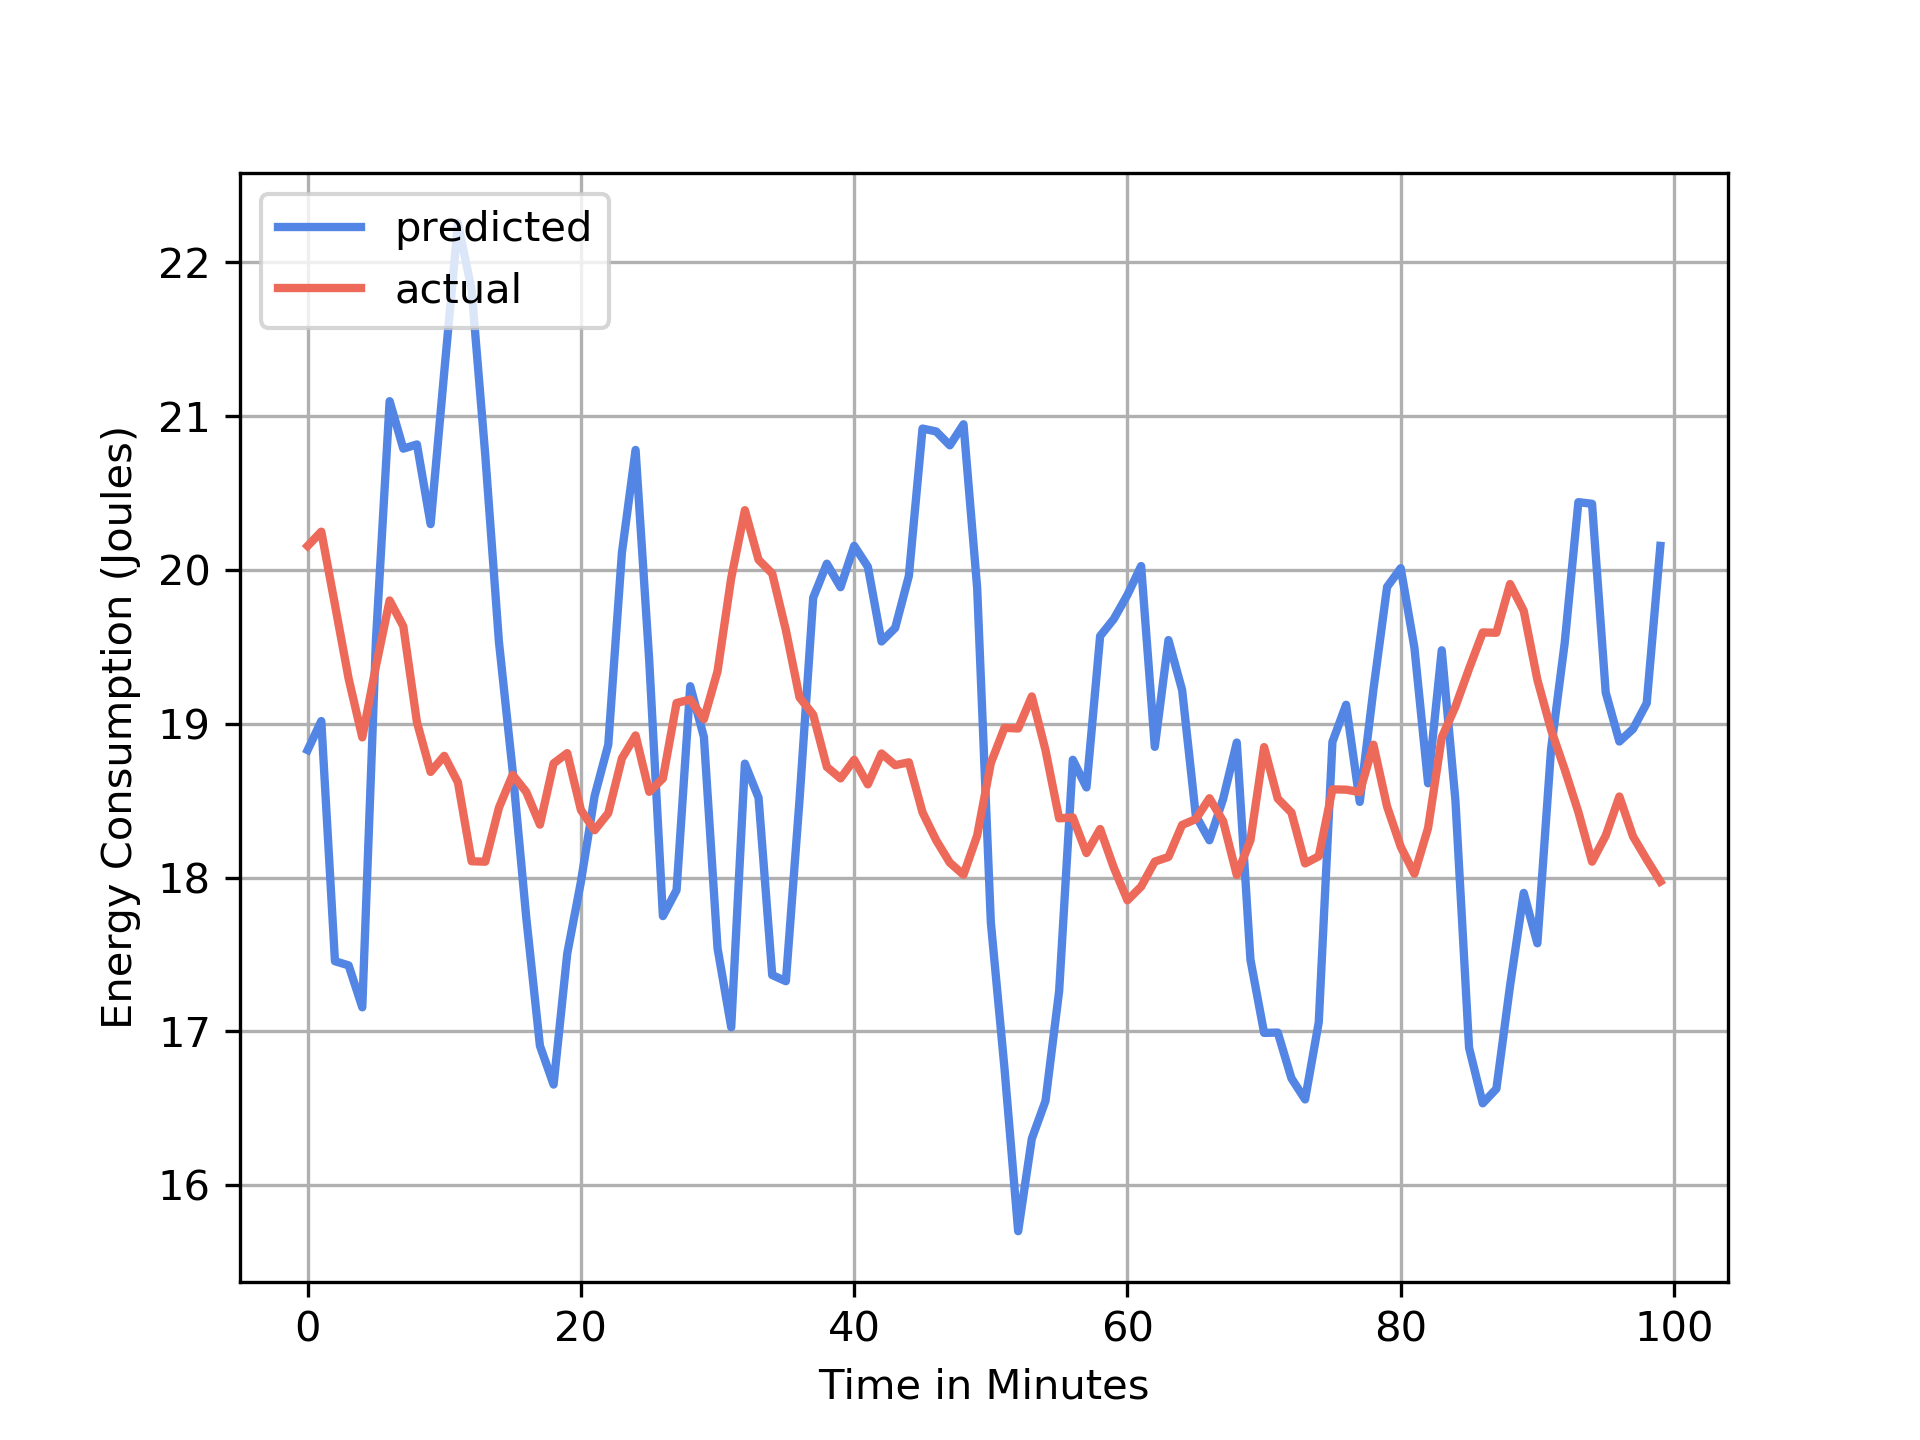 predicted
actual
22
21
20
19
18
17
16
Energy Consumption (Joules)
0 20 40 60 80 100
Time in Minutes